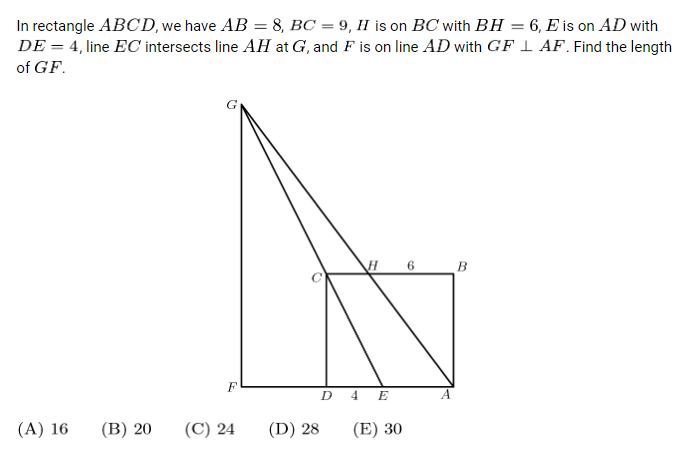 In rectangle ABCD, we have AB = 8, BC = 9, H is on BC with BH = 6, E is on AD with
DE = 4, line EC intersects line AH at G, and F is on line AD with GF ⊥ AF. Find the length
of GF.
G
H 6 B
C
F
D 4 E A
(A) 16 (B) 20 (C) 24 (D) 28 (E) 30